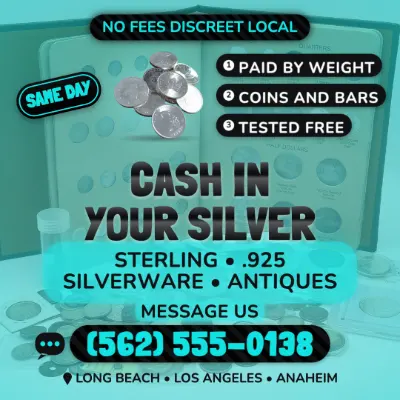 NO FEES DISCREET LOCAL
SAME DAY
1 PAID BY WEIGHT
2 COINS AND BARS
3 TESTED FREE
CASH IN
YOUR SILVER
STERLING • .925
SILVERWARE • ANTIQUES
MESSAGE US
(562) 555-0138
LONG BEACH • LOS ANGELES • ANAHEIM